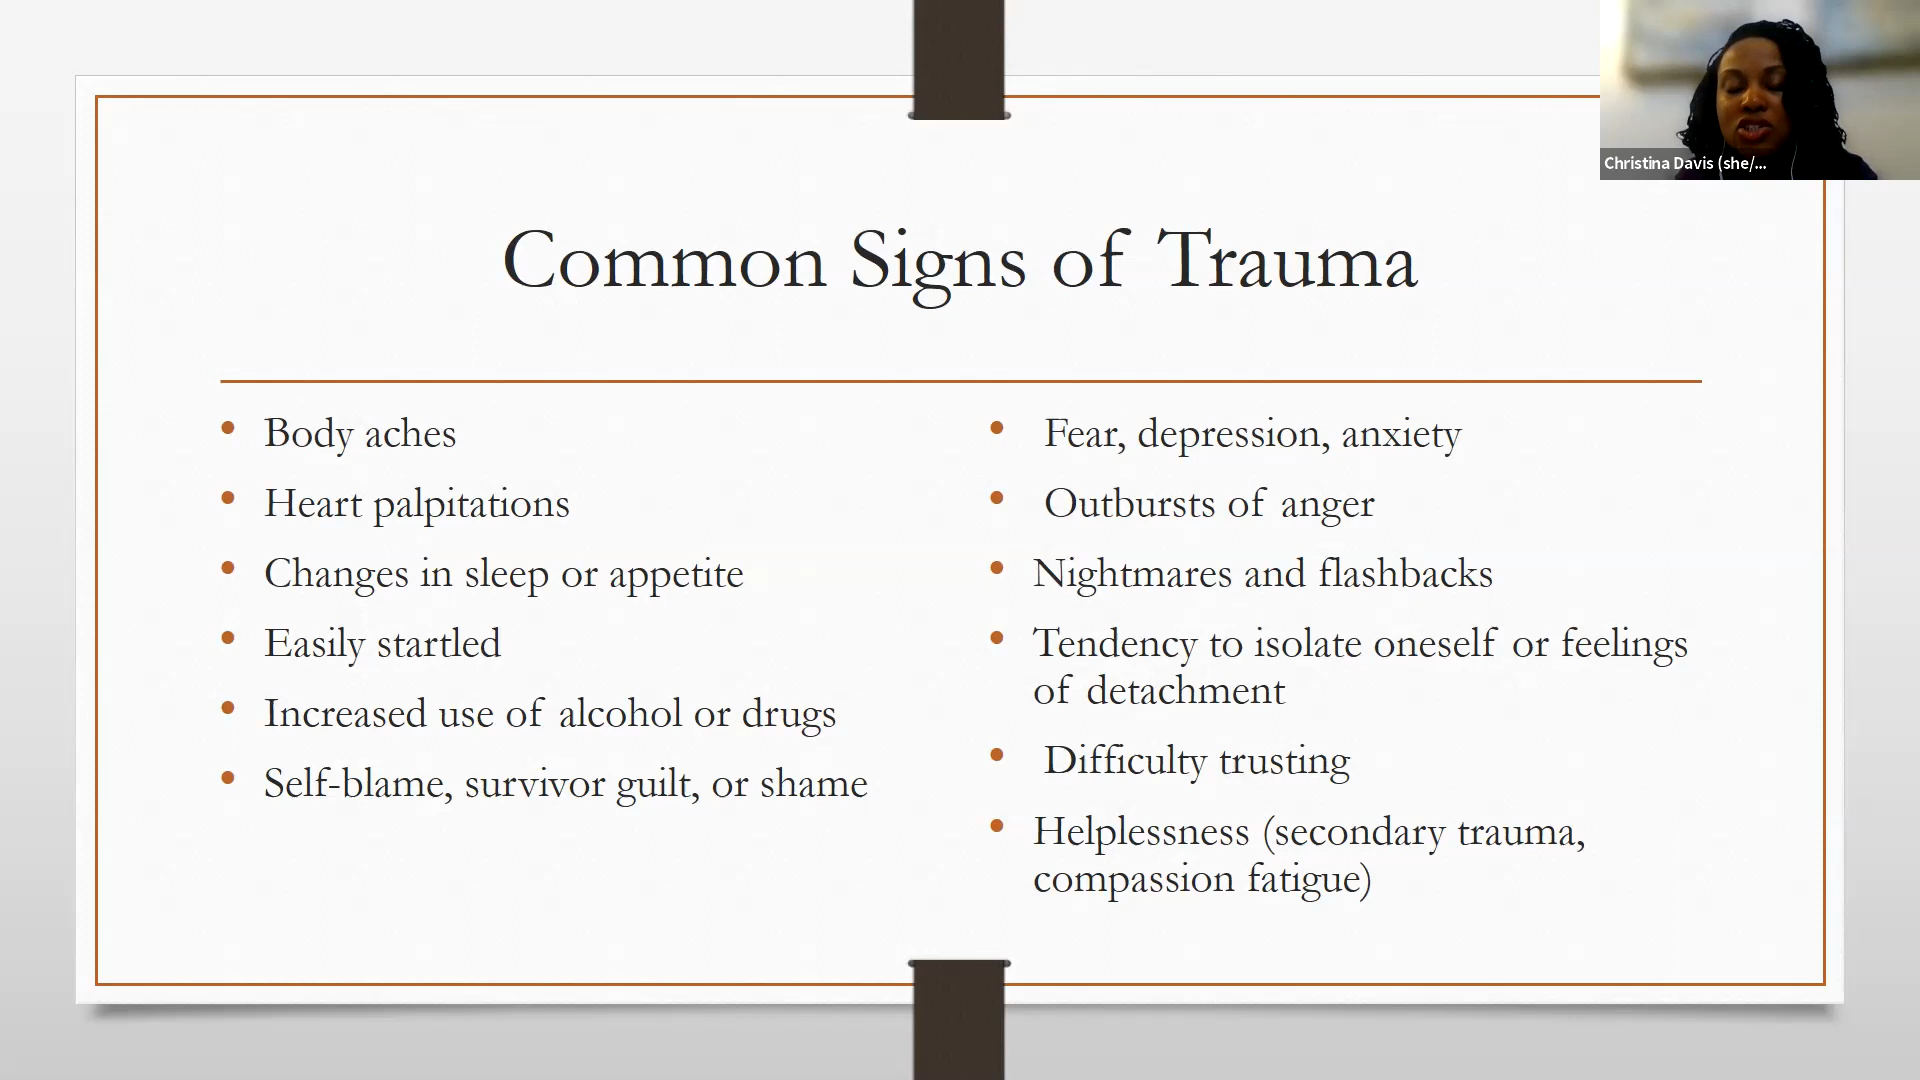 Christina Davis (she/...
Common Signs of Trauma
• Body aches
• Heart palpitations
• Changes in sleep or appetite
• Easily startled
• Increased use of alcohol or drugs
• Self-blame, survivor guilt, or shame
• Fear, depression, anxiety
• Outbursts of anger
• Nightmares and flashbacks
• Tendency to isolate oneself or feelings
of detachment
• Difficulty trusting
• Helplessness (secondary trauma,
compassion fatigue)